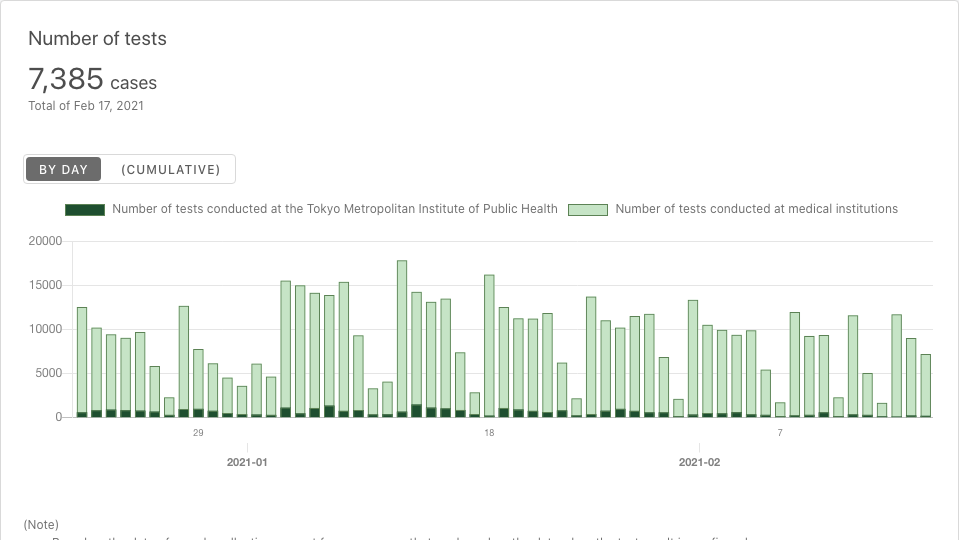 Number of tests
7,385 cases
Total of Feb 17, 2021
BY DAY (CUMULATIVE)
Number of tests conducted at the Tokyo Metropolitan Institute of Public Health Number of tests conducted at medical institutions
20000
15000
10000
5000
0
29 18 7
2021-01 2021-02
(Note)